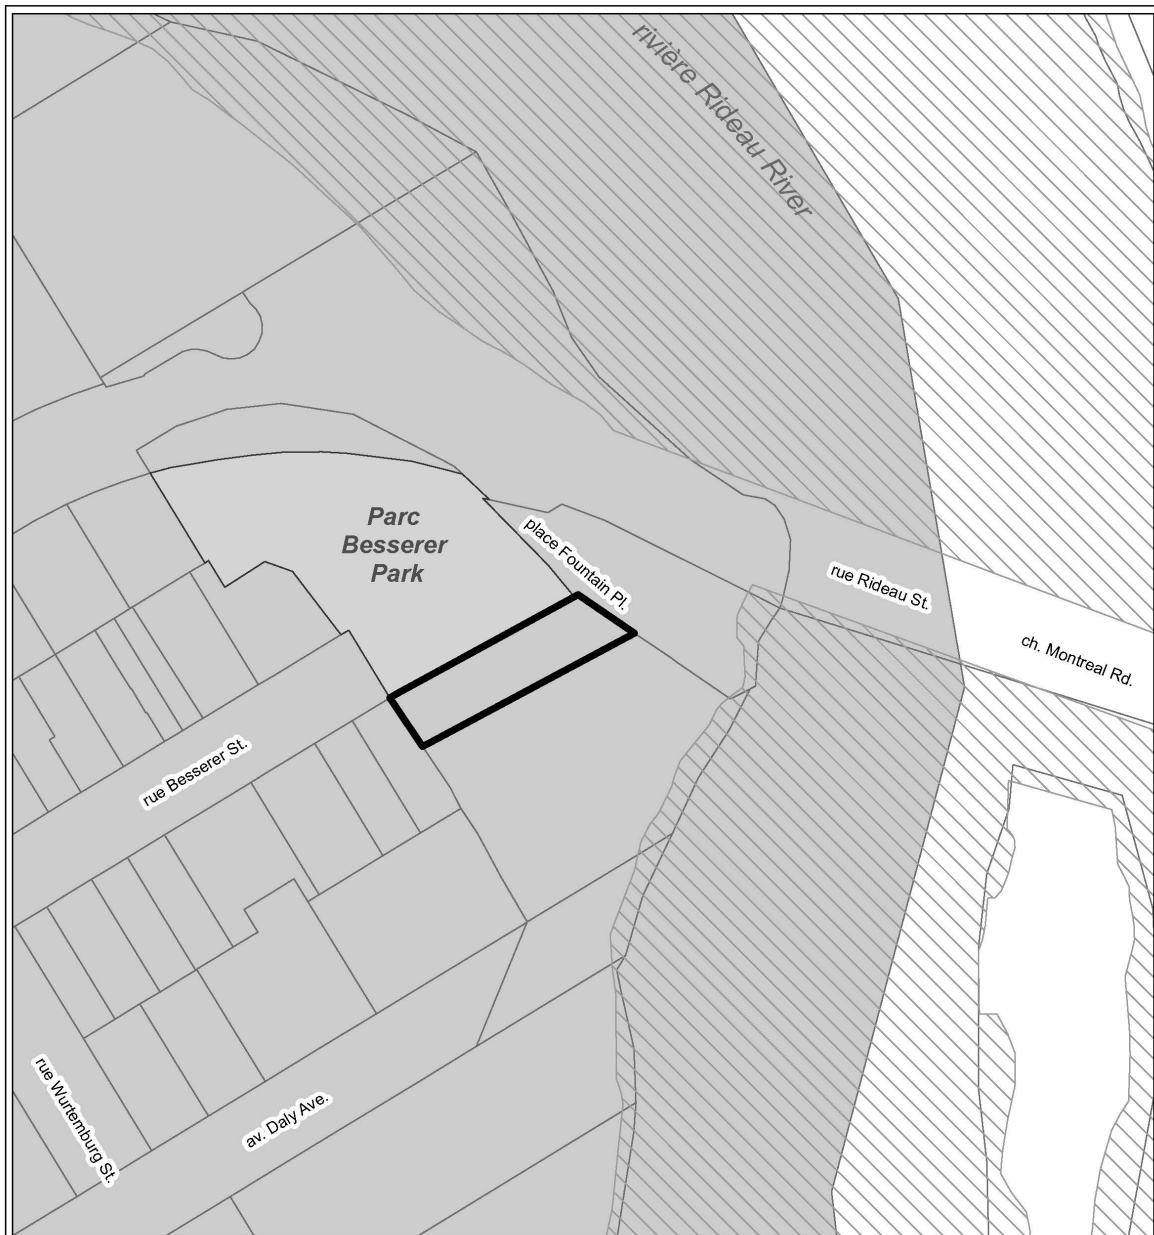 rivière Rideau River
Parc
Besserer
Park
place Fountain Pl.
rue Rideau St.
ch. Montreal Rd.
rue Besserer St.
rue Wurtemburg St.
av. Daly Ave.